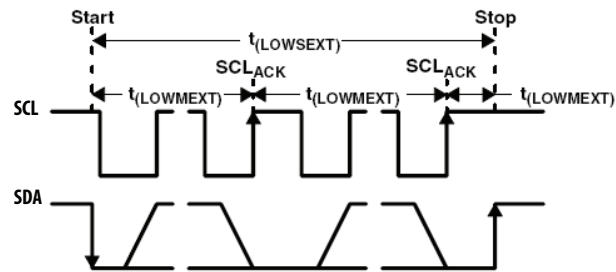 Start Stop
t(LOWSEXT)
SCLACK SCLACK
t(LOWMEXT) t(LOWMEXT) t(LOWMEXT)
SCL
SDA